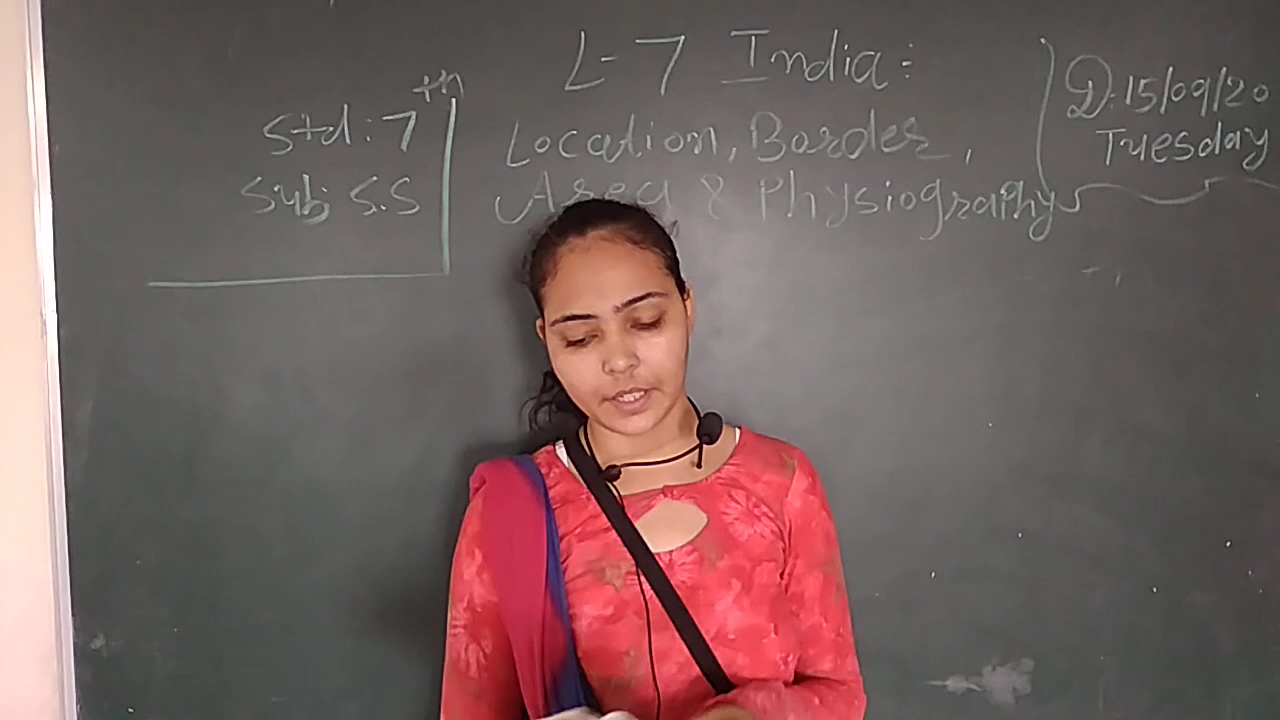 Std: 7th
Sub: S.S
L-7 India:
Location, Border,
Area & Physiography
D:15/09/20
Tuesday